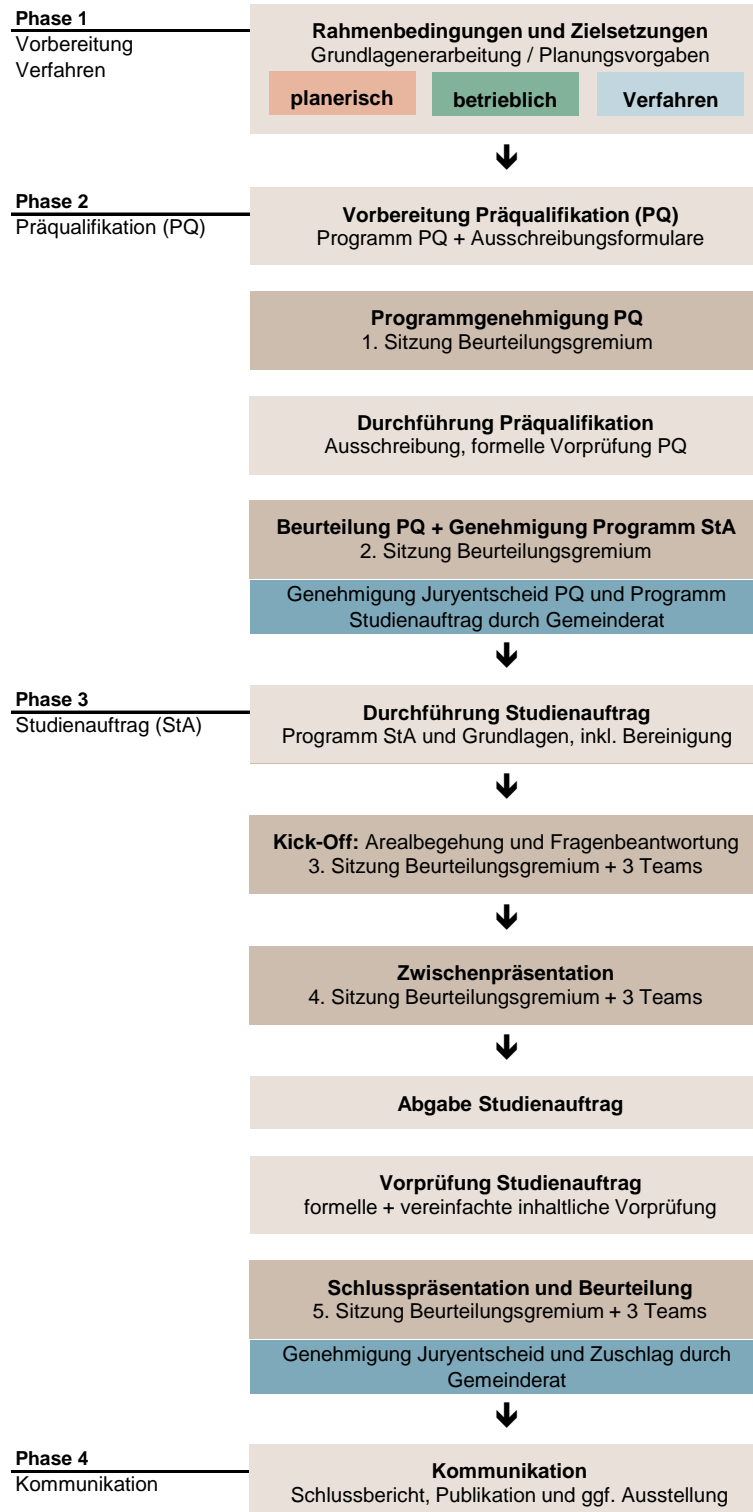 Phase 1
Vorbereitung
Verfahren
Rahmenbedingungen und Zielsetzungen
Grundlagenerarbeitung / Planungsvorgaben
planerisch
betrieblich
Verfahren
Phase 2
Präqualifikation (PQ)
Vorbereitung Präqualifikation (PQ)
Programm PQ + Ausschreibungsformulare
Programmgenehmigung PQ
1. Sitzung Beurteilungsgremium
Durchführung Präqualifikation
Ausschreibung, formelle Vorprüfung PQ
Beurteilung PQ + Genehmigung Programm StA
2. Sitzung Beurteilungsgremium
Genehmigung Juryentscheid PQ und Programm
Studienauftrag durch Gemeinderat
Phase 3
Studienauftrag (StA)
Durchführung Studienauftrag
Programm StA und Grundlagen, inkl. Bereinigung
Kick-Off: Arealbegehung und Fragenbeantwortung
3. Sitzung Beurteilungsgremium + 3 Teams
Zwischenpräsentation
4. Sitzung Beurteilungsgremium + 3 Teams
Abgabe Studienauftrag
Vorprüfung Studienauftrag
formelle + vereinfachte inhaltliche Vorprüfung
Schlusspräsentation und Beurteilung
5. Sitzung Beurteilungsgremium + 3 Teams
Genehmigung Juryentscheid und Zuschlag durch
Gemeinderat
Phase 4
Kommunikation
Kommunikation
Schlussbericht, Publikation und ggf. Ausstellung